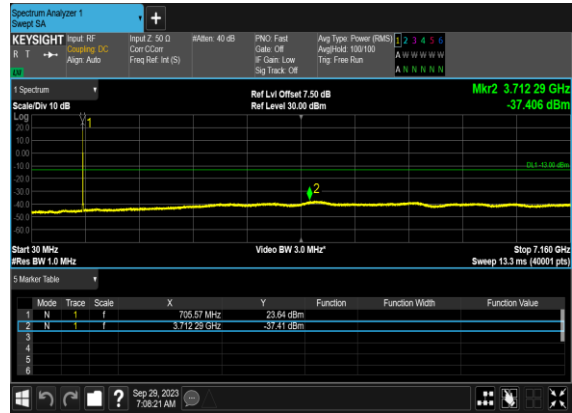 Spectrum Analyzer 1
Swept SA
+
KEYSIGHT Input: RF Input Z: 50 Ω #Atten: 40 dB PNO: Fast Avg Type: Power (RMS) 1 2 3 4 5 6
R T Coupling: DC Corr CCorr Gate: Off Avg|Hold: 100/100 A W W W W W
Align: Auto Freq Ref: Int (S) IF Gain: Low Trig: Free Run
LW Sig Track: Off A N N N N N
1 Spectrum Ref Lvl Offset 7.50 dB Mkr2 3.712 29 GHz
Scale/Div 10 dB Ref Level 30.00 dBm -37.406 dBm
Log
1
20.0
10.0
0.00
-10.0
DL1 -13.00 dBm
-20.0
-30.0
2
-40.0
-50.0
-60.0
Start 30 MHz Video BW 3.0 MHz* Stop 7.160 GHz
#Res BW 1.0 MHz Sweep 13.3 ms (40001 pts)
5 Marker Table
Mode Trace Scale X Y Function Function Width Function Value
1 N 1 f 705.57 MHz 23.64 dBm
2 N 1 f 3.712 29 GHz -37.41 dBm
3
4
5
6
? Sep 29, 2023
7:08:21 AM